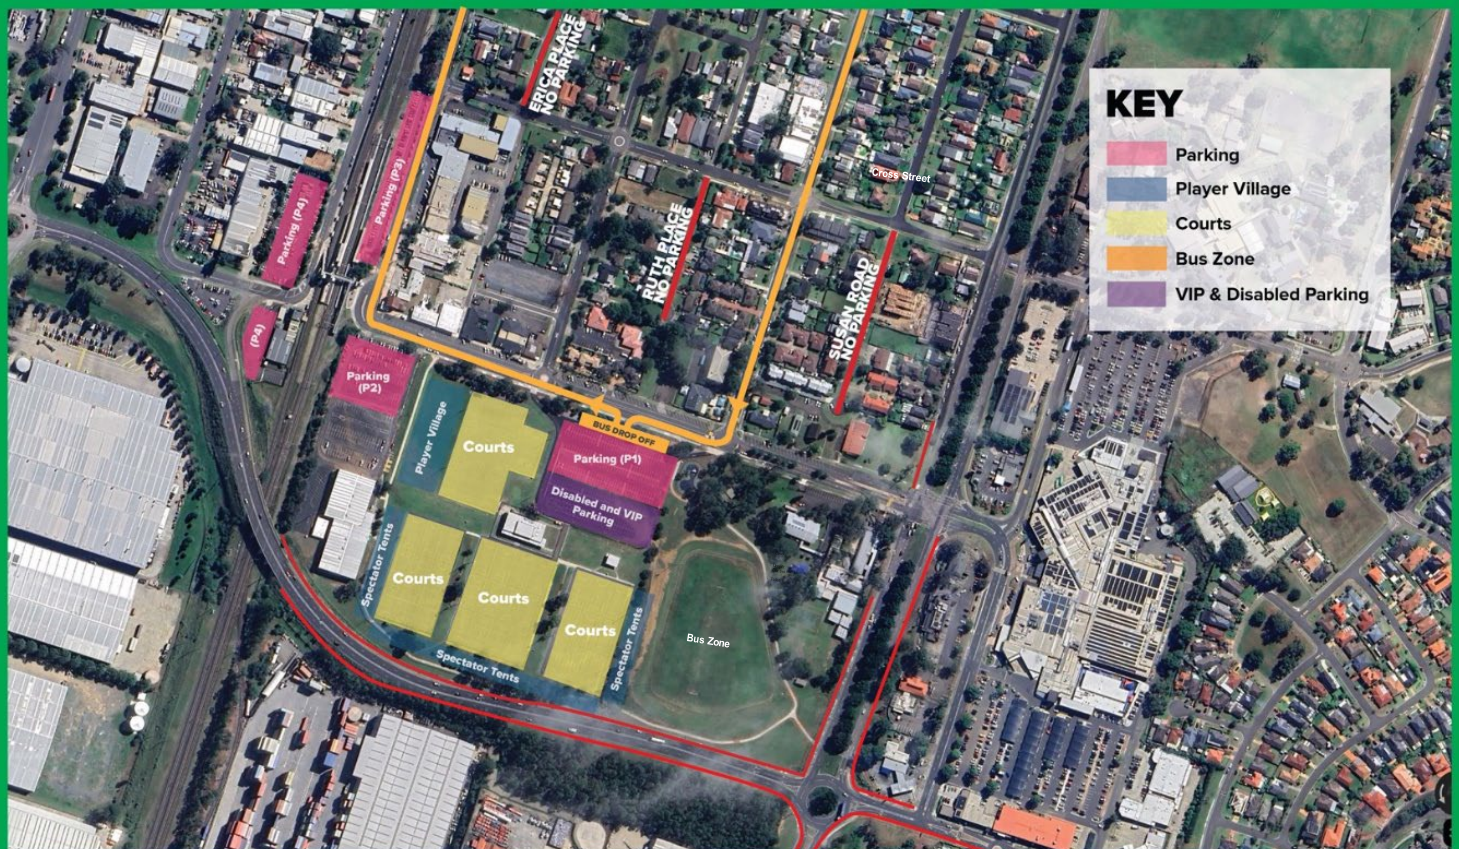 ERICA PLACE
NO PARKING
KEY
Parking
Player Village
Courts
Bus Zone
VIP & Disabled Parking
Parking (P3)
Cross Street
Parking (P4)
RUTH PLACE
NO PARKING
SUSAN ROAD
NO PARKING
(P4)
Parking
(P2)
Player Village
Courts
BUS DROP OFF
Parking (P1)
Disabled and VIP
Parking
Spectator Tents
Courts
Courts
Courts
Spectator Tents
Spectator Tents
Bus Zone